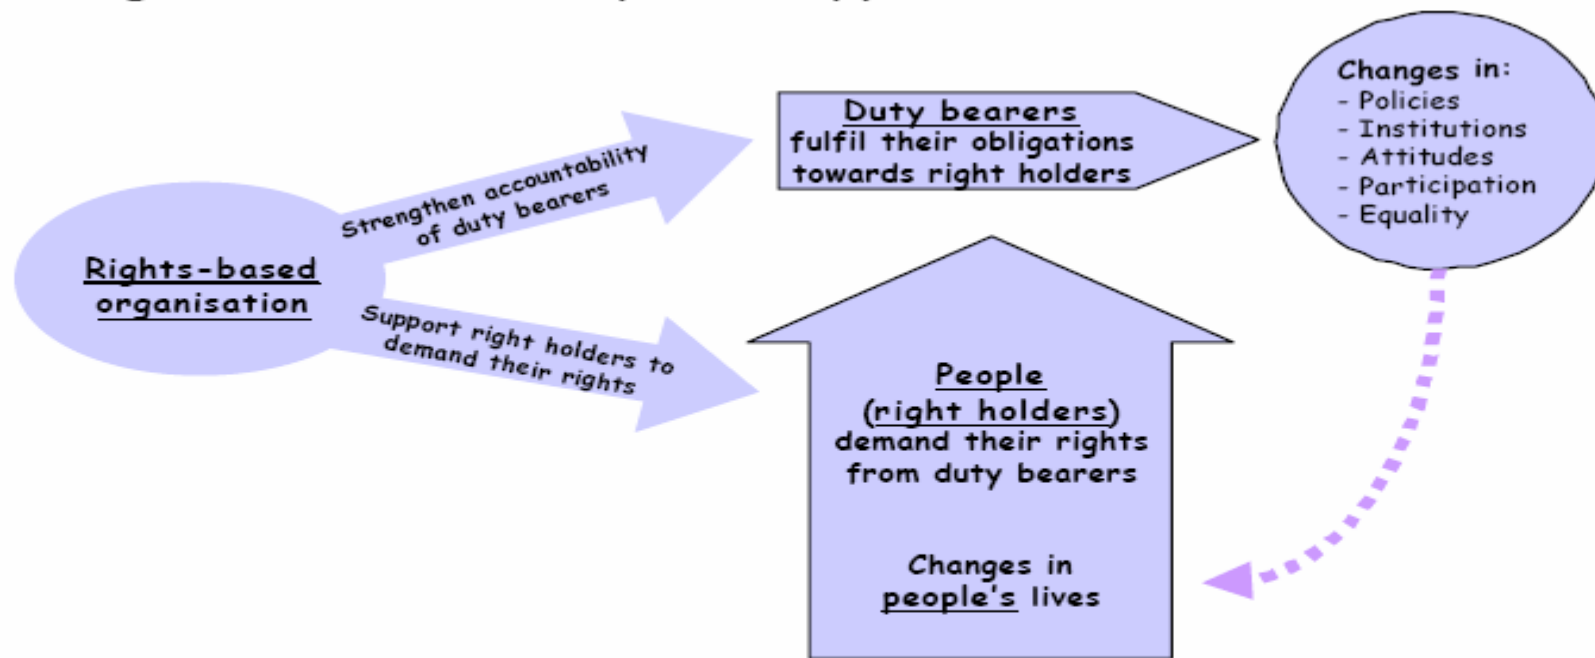 Rights-based
organisation
Strengthen accountability
of duty bearers
Support right holders to
demand their rights
Duty bearers
fulfil their obligations
towards right holders
People
(right holders)
demand their rights
from duty bearers
Changes in
people's lives
Changes in:
- Policies
- Institutions
- Attitudes
- Participation
- Equality